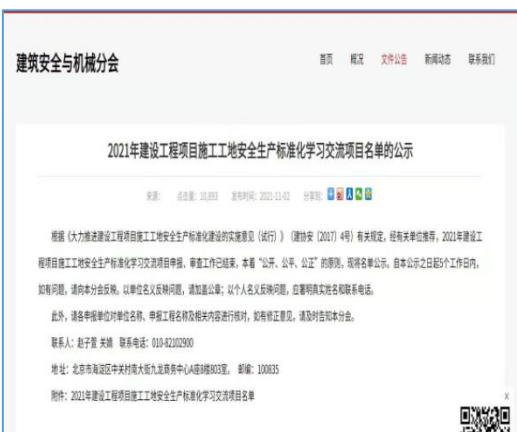 建筑安全与机械分会
首页 概况 文件公告 新闻动态 联系我们
2021年建设工程项目施工工地安全生产标准化学习交流项目名单的公示
来源: 点击量: 10,893 发布时间: 2021-11-02 分享到:
根据《大力推进建设工程项目施工工地安全生产标准化建设的实施意见（试行）》（建协安〔2017〕4号）有关规定，经有关单位推荐，2021年建设工
程项目施工工地安全生产标准化学习交流项目申报、审查工作已结束，本着“公开、公平、公正”的原则，现将名单公示。自本公示之日起5个工作日内，
如有问题，请向本分会反映。以单位名义反映问题，请加盖公章；以个人名义反映问题，应署明真实姓名和联系电话。
此外，请各申报单位对单位名称、申报工程名称及相关内容进行核对，如有修正意见，请及时告知本分会。
联系人：赵子萱 关婧 联系电话：010-82102900
地 址：北京市海淀区中关村南大街九龙商务中心A座8楼803室。 邮编：100835
附件：2021年建设工程项目施工工地安全生产标准化学习交流项目名单
x